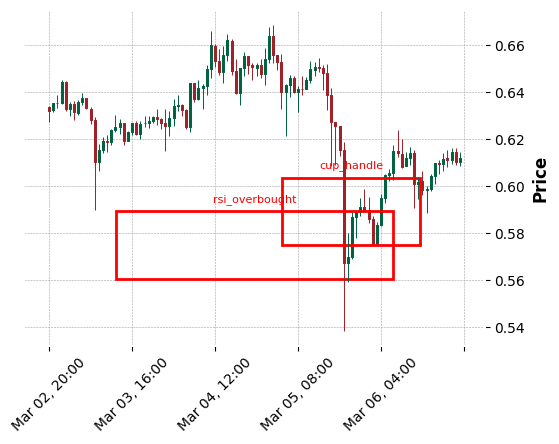 0.66
0.64
0.62
cup_handle
0.60
rsi_overbought
0.58
0.56
0.54
Price
Mar 02, 20:00
Mar 03, 16:00
Mar 04, 12:00
Mar 05, 08:00
Mar 06, 04:00